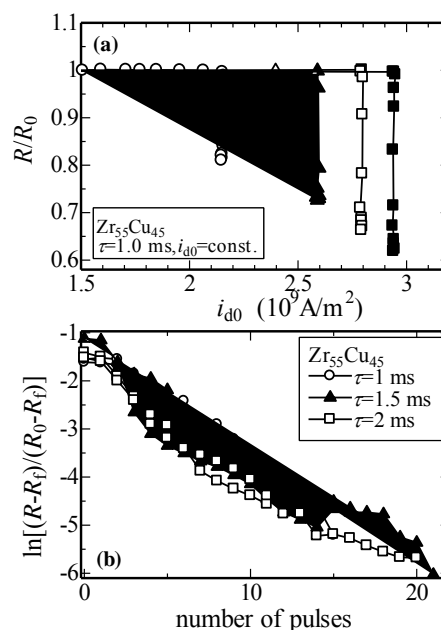 1.1
(a)
1
0.9
0.8
0.7
0.6
R/R0
Zr55Cu45
τ=1.0 ms, id0=const.
1.5 2 2.5 3
id0 (10^9A/m^2)
-1
-2
-3
-4
-5
-6
ln[(R-Rf)/(R0-Rf)]
Zr55Cu45
τ=1 ms
τ=1.5 ms
τ=2 ms
(b)
0 10 20
number of pulses